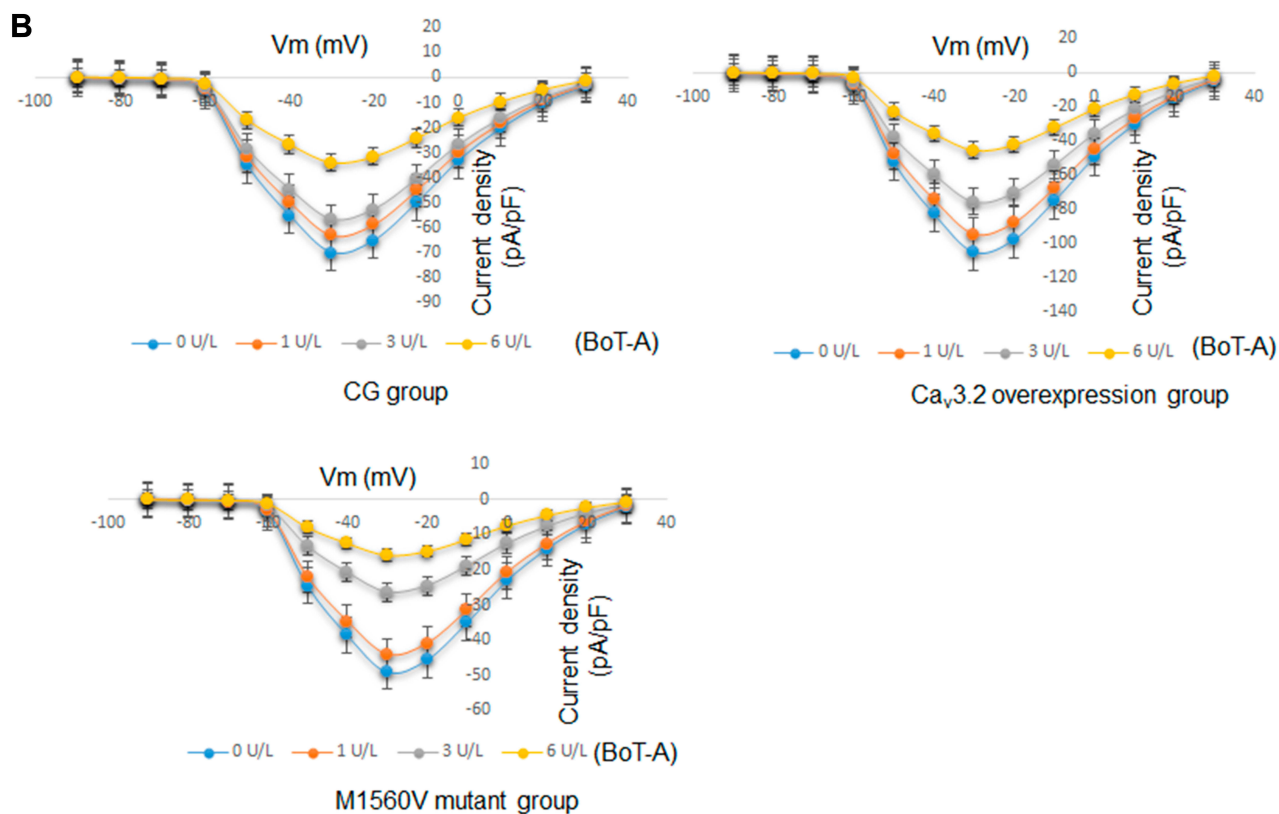 B
Vm (mV)
20
10
0
-10
-20
-30
-40
-50
-60
-70
-80
-90
-100 -80 -60 -40 -20 0 20 40
Current density
(pA/pF)
0 U/L 1 U/L 3 U/L 6 U/L (BoT-A)
CG group
Vm (mV)
20
0
-20
-40
-60
-80
-100
-120
-140
-100 -80 -60 -40 -20 0 20 40
Current density
(pA/pF)
0 U/L 1 U/L 3 U/L 6 U/L (BoT-A)
Cav3.2 overexpression group
Vm (mV)
10
0
-10
-20
-30
-40
-50
-60
-100 -80 -60 -40 -20 0 20 40
Current density
(pA/pF)
0 U/L 1 U/L 3 U/L 6 U/L (BoT-A)
M1560V mutant group